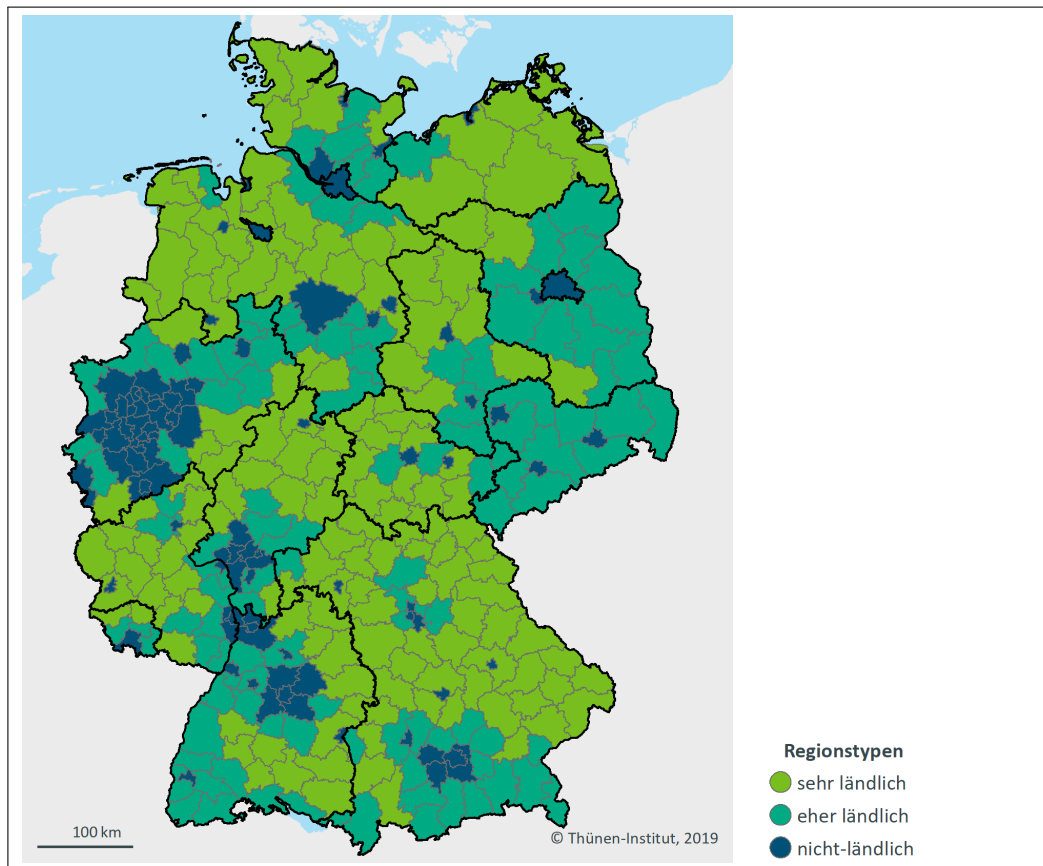 Regionstypen
sehr ländlich
eher ländlich
nicht-ländlich
100 km
© Thünen-Institut, 2019